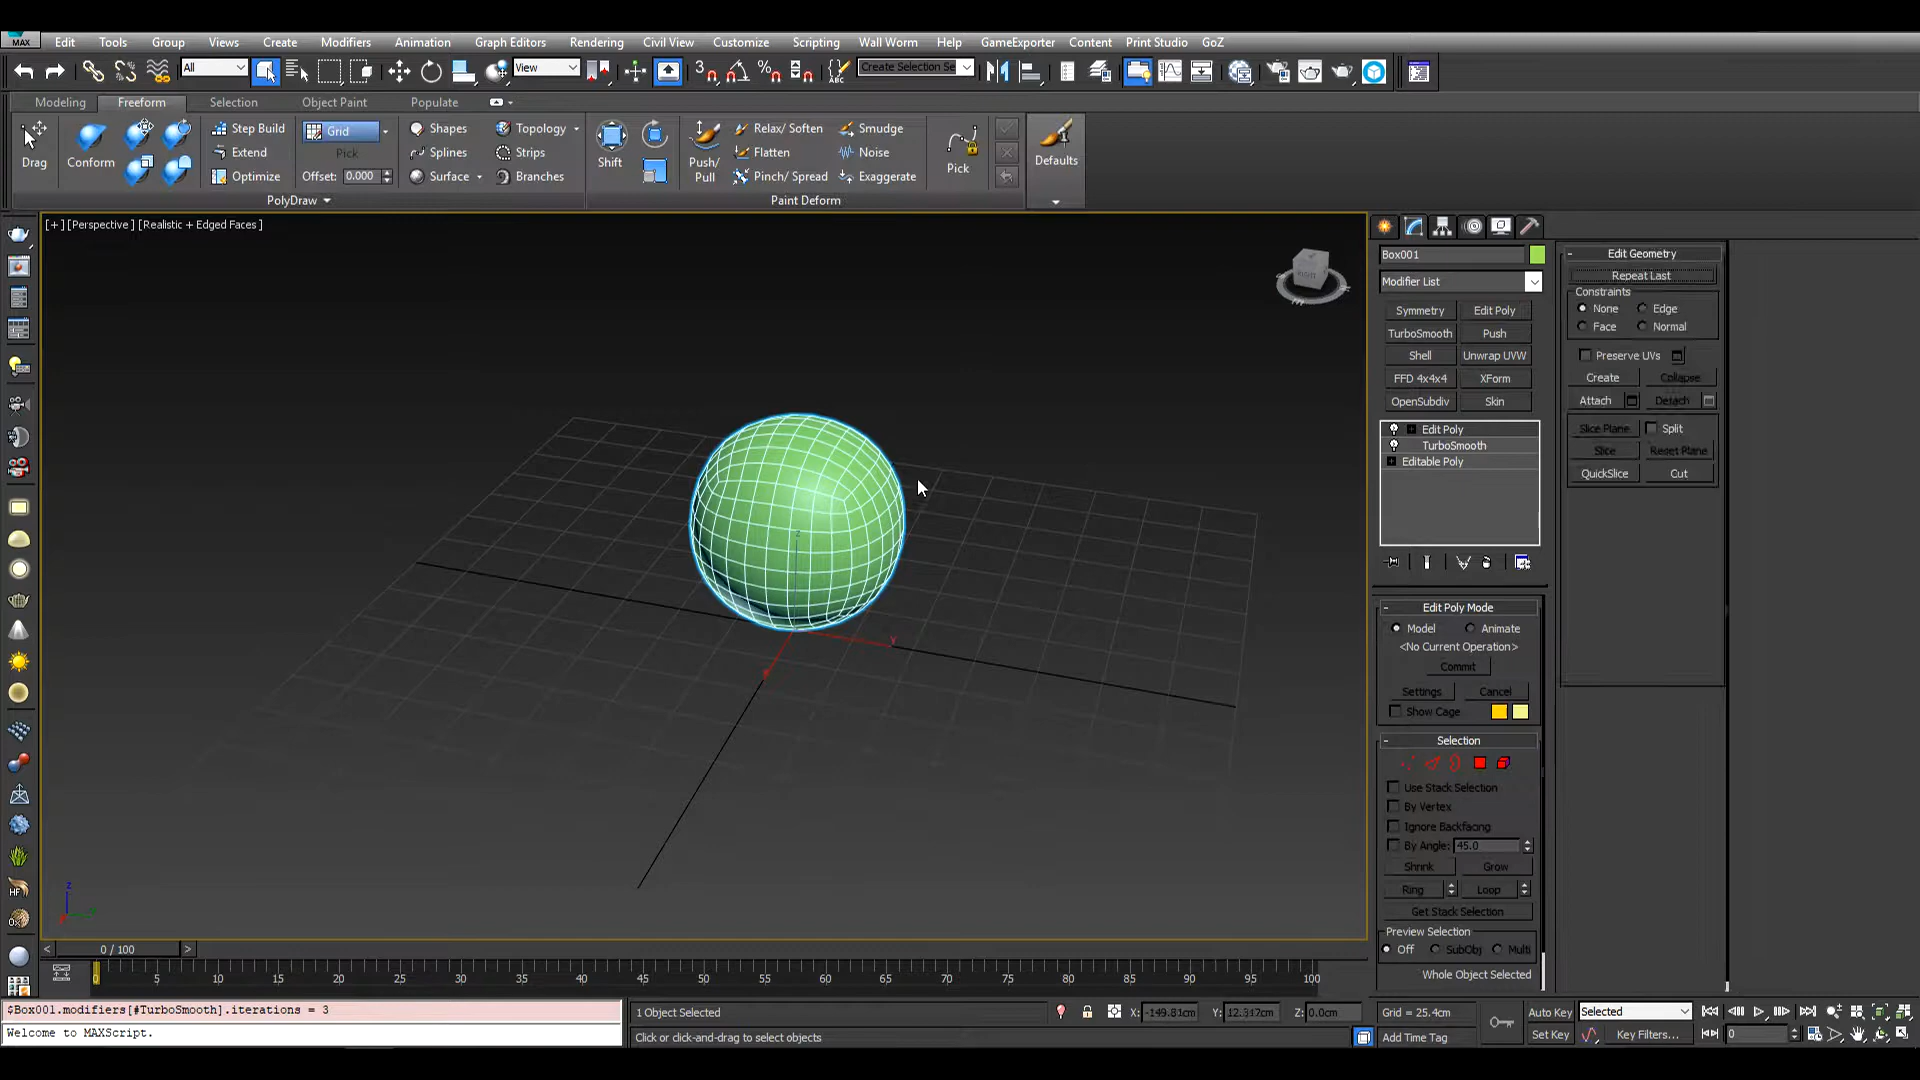 MAX Edit Tools Group Views Create Modifiers Animation Graph Editors Rendering Civil View Customize Scripting Wall Worm Help GameExporter Content Print Studio GoZ
All View 3 ABC Create Selection Se
Modeling Freeform Selection Object Paint Populate
Drag Conform Step Build Extend Optimize
Grid
Pick
Offset: 0.000
Shapes Splines Surface
Topology Strips Branches
Shift Push/ Pull
Relax/ Soften Flatten Pinch/ Spread
Smudge Noise Exaggerate
Pick Defaults
PolyDraw Paint Deform
[+] [Perspective ] [Realistic + Edged Faces ]
Box001
Modifier List
Symmetry Edit Poly
TurboSmooth Push
Shell Unwrap UVW
FFD 4x4x4 XForm
OpenSubdiv Skin
Edit Poly
TurboSmooth
Editable Poly
Edit Poly Mode
Model Animate
<No Current Operation>
Commit
Settings Cancel
Show Cage
Selection
Use Stack Selection
By Vertex
Ignore Backfacing
By Angle: 45.0
Shrink Grow
Ring Loop
Get Stack Selection
Preview Selection
Off SubObj Multi
Whole Object Selected
Edit Geometry
Repeat Last
Constraints
None Edge
Face Normal
Preserve UVs
Create Collapse
Attach Detach
Slice Plane Split
Slice Reset Plane
QuickSlice Cut
z
y
z
HF
OX
< 0 / 100 >
0 5 10 15 20 25 30 35 40 45 50 55 60 65 70 75 80 85 90 95 100
$Box001.modifiers[#TurboSmooth].iterations = 3
Welcome to MAXScript.
1 Object Selected
Click or click-and-drag to select objects
X: -149.81cm Y: 12.317cm Z: 0.0cm
Grid = 25.4cm
Add Time Tag
Auto Key Selected
Set Key Key Filters... 0